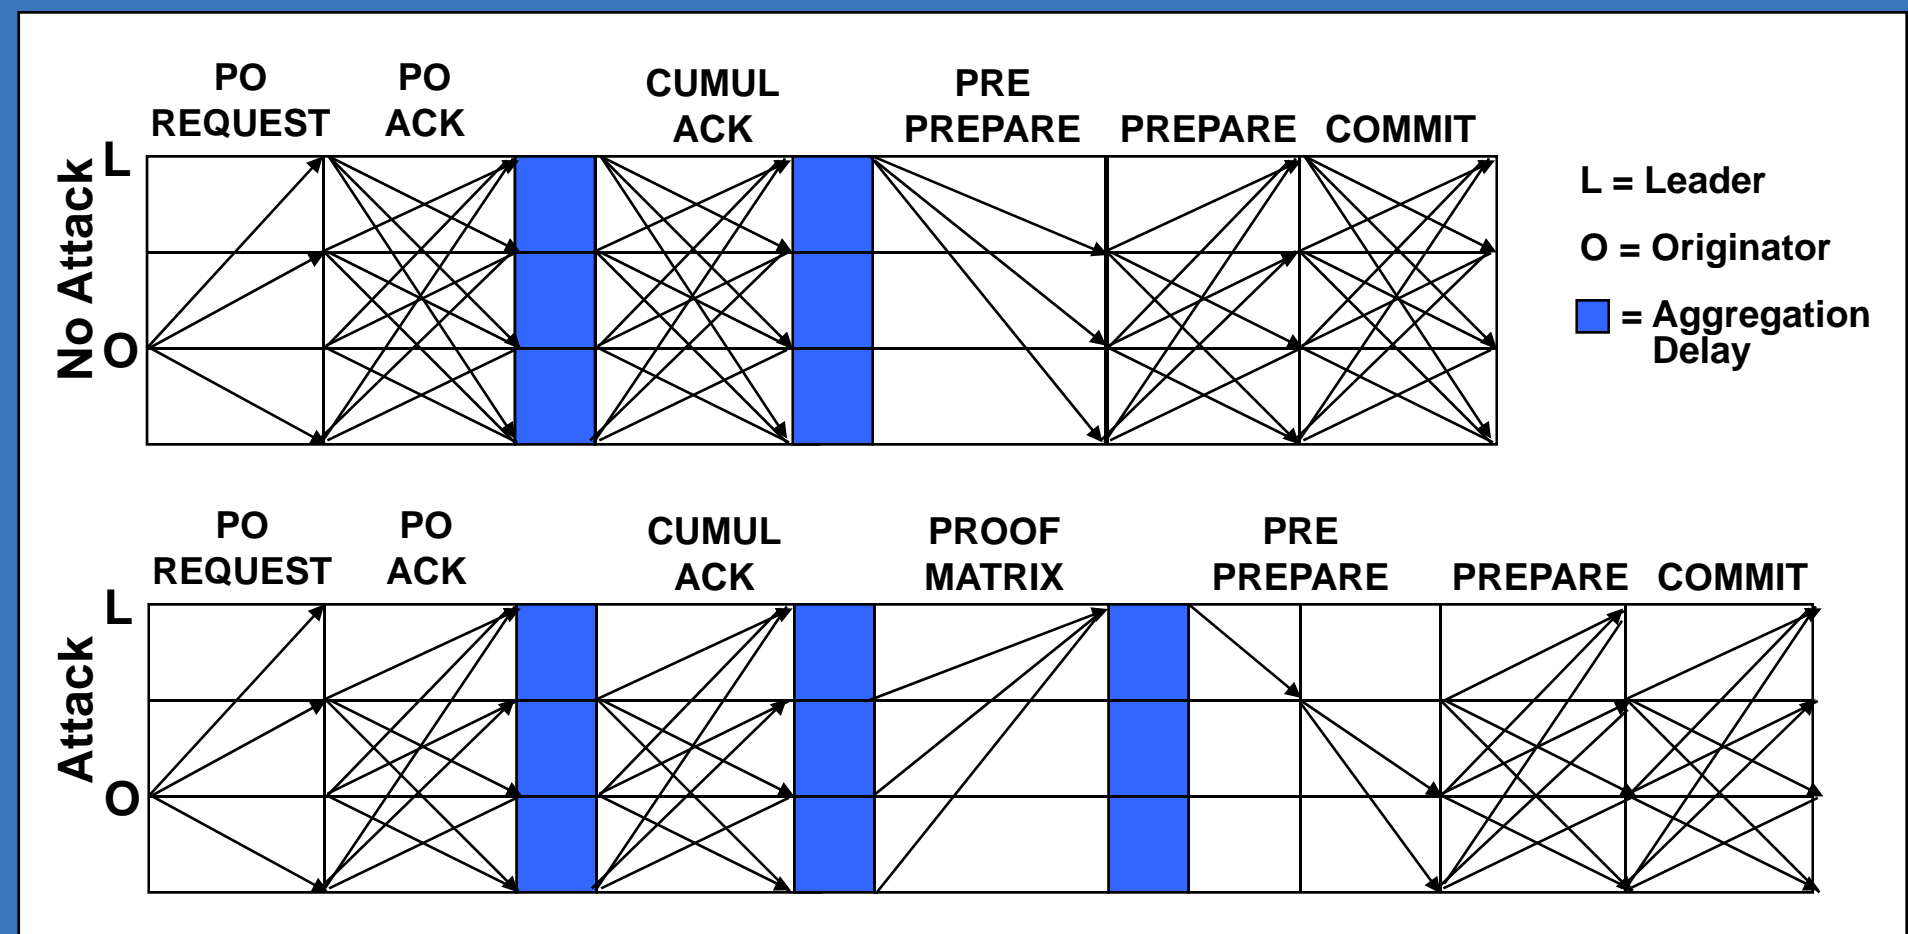 PO
REQUEST
PO
ACK
CUMUL
ACK
PRE
PREPARE
PREPARE
COMMIT
No Attack
L
O
L = Leader
O = Originator
= Aggregation
Delay
PO
REQUEST
PO
ACK
CUMUL
ACK
PROOF
MATRIX
PRE
PREPARE
PREPARE
COMMIT
Attack
L
O